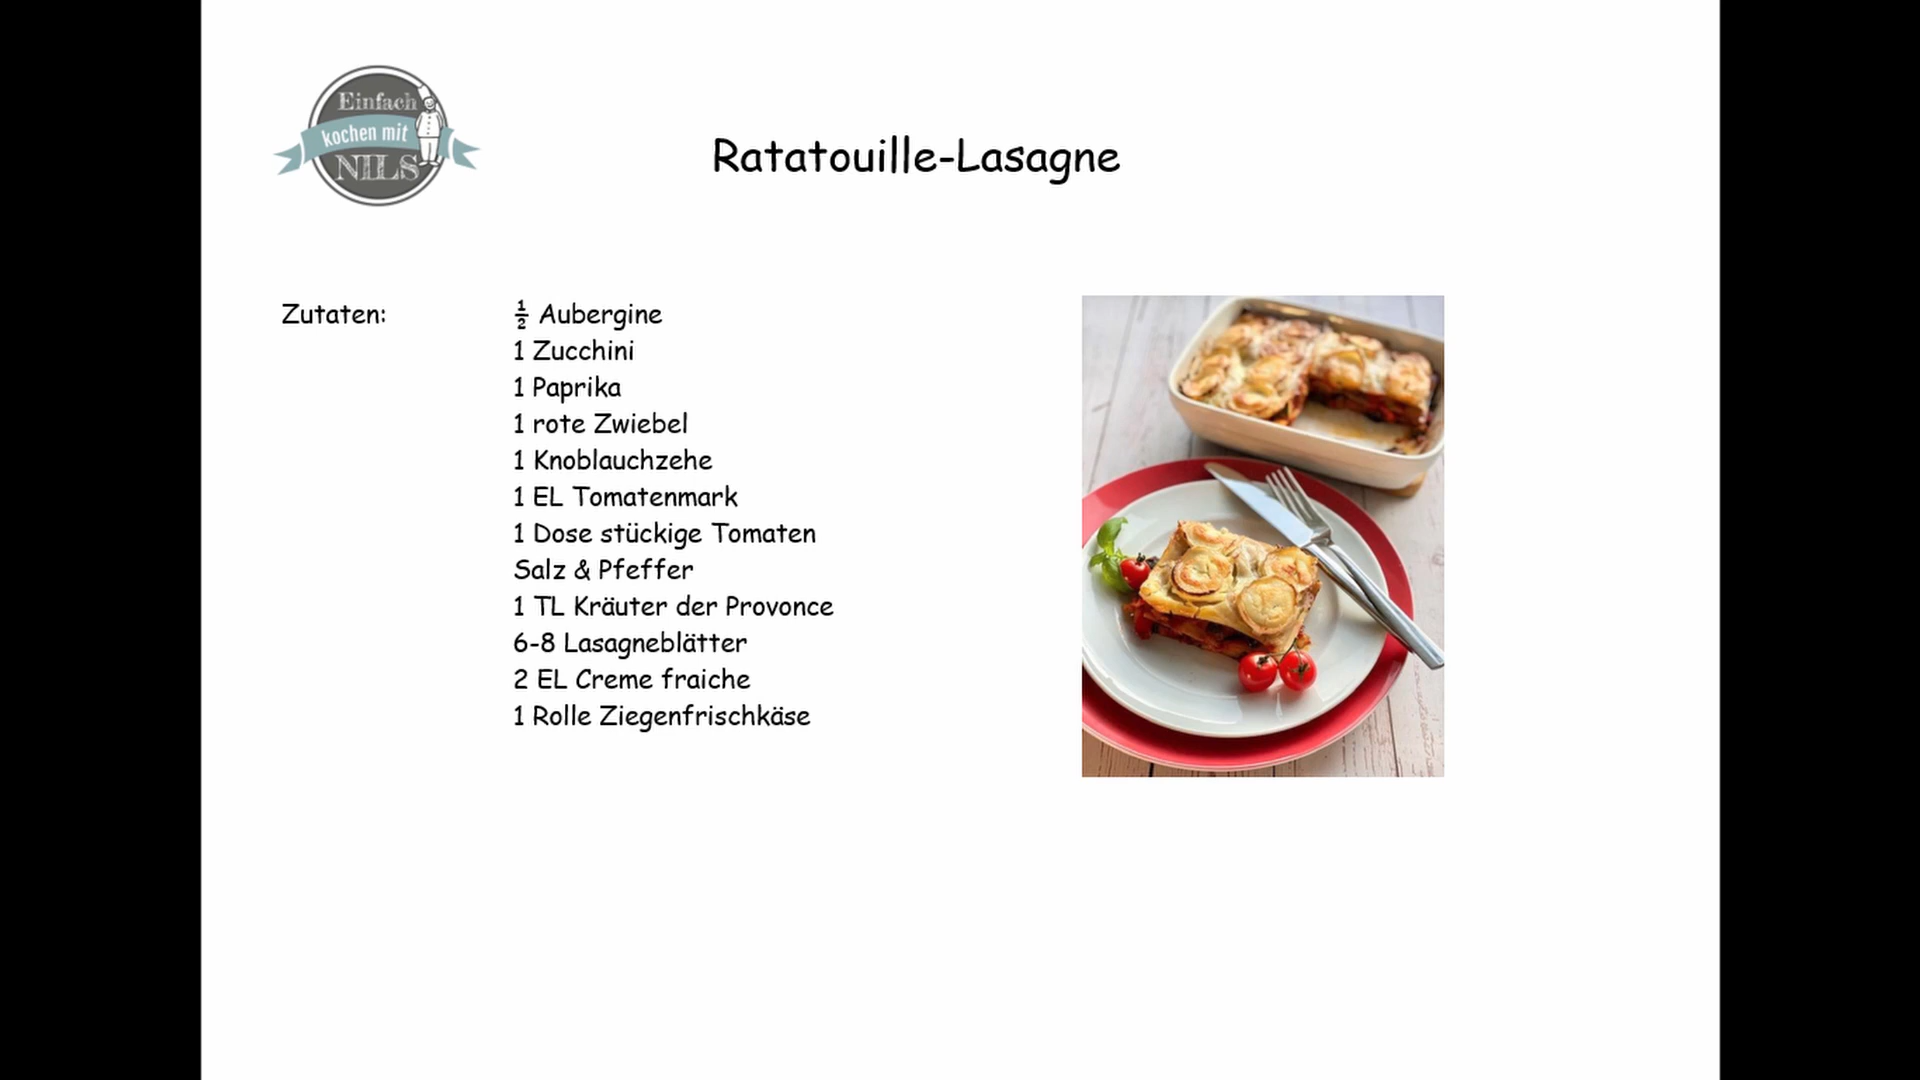 Einfach
kochen mit
NILS
Ratatouille-Lasagne
Zutaten:
½ Aubergine
1 Zucchini
1 Paprika
1 rote Zwiebel
1 Knoblauchzehe
1 EL Tomatenmark
1 Dose stückige Tomaten
Salz & Pfeffer
1 TL Kräuter der Provonce
6-8 Lasagneblätter
2 EL Creme fraiche
1 Rolle Ziegenfrischkäse